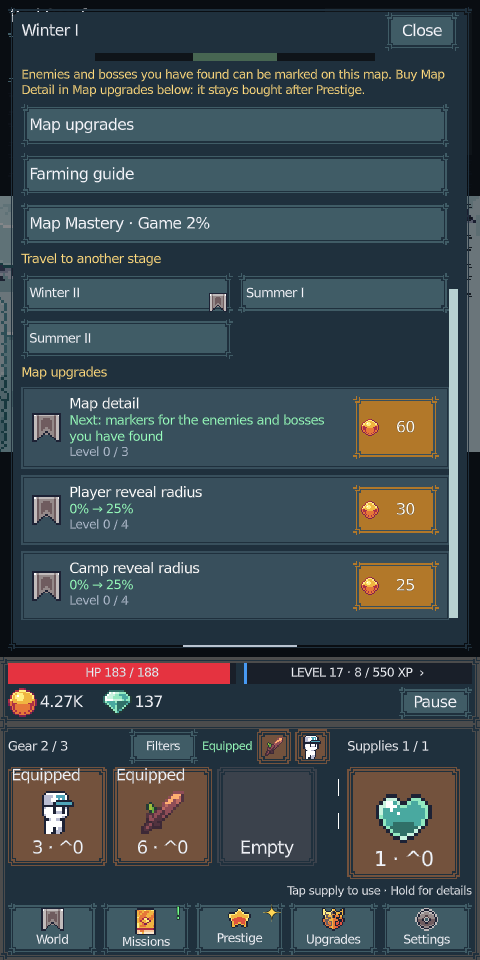 Winter I
Close
Enemies and bosses you have found can be marked on this map. Buy Map
Detail in Map upgrades below: it stays bought after Prestige.
Map upgrades
Farming guide
Map Mastery · Game 2%
Travel to another stage
Winter II
Summer I
Summer II
Map upgrades
Map detail
Next: markers for the enemies and bosses
you have found
Level 0 / 3
60
Player reveal radius
0% → 25%
Level 0 / 4
30
Camp reveal radius
0% → 25%
Level 0 / 4
25
HP 183 / 188
LEVEL 17 · 8 / 550 XP ›
4.27K
137
Pause
Gear 2 / 3
Filters
Equipped
Supplies 1 / 1
Equipped
3 · ^0
Equipped
6 · ^0
Empty
1 · ^0
Tap supply to use · Hold for details
World
Missions
!
Prestige
Upgrades
Settings